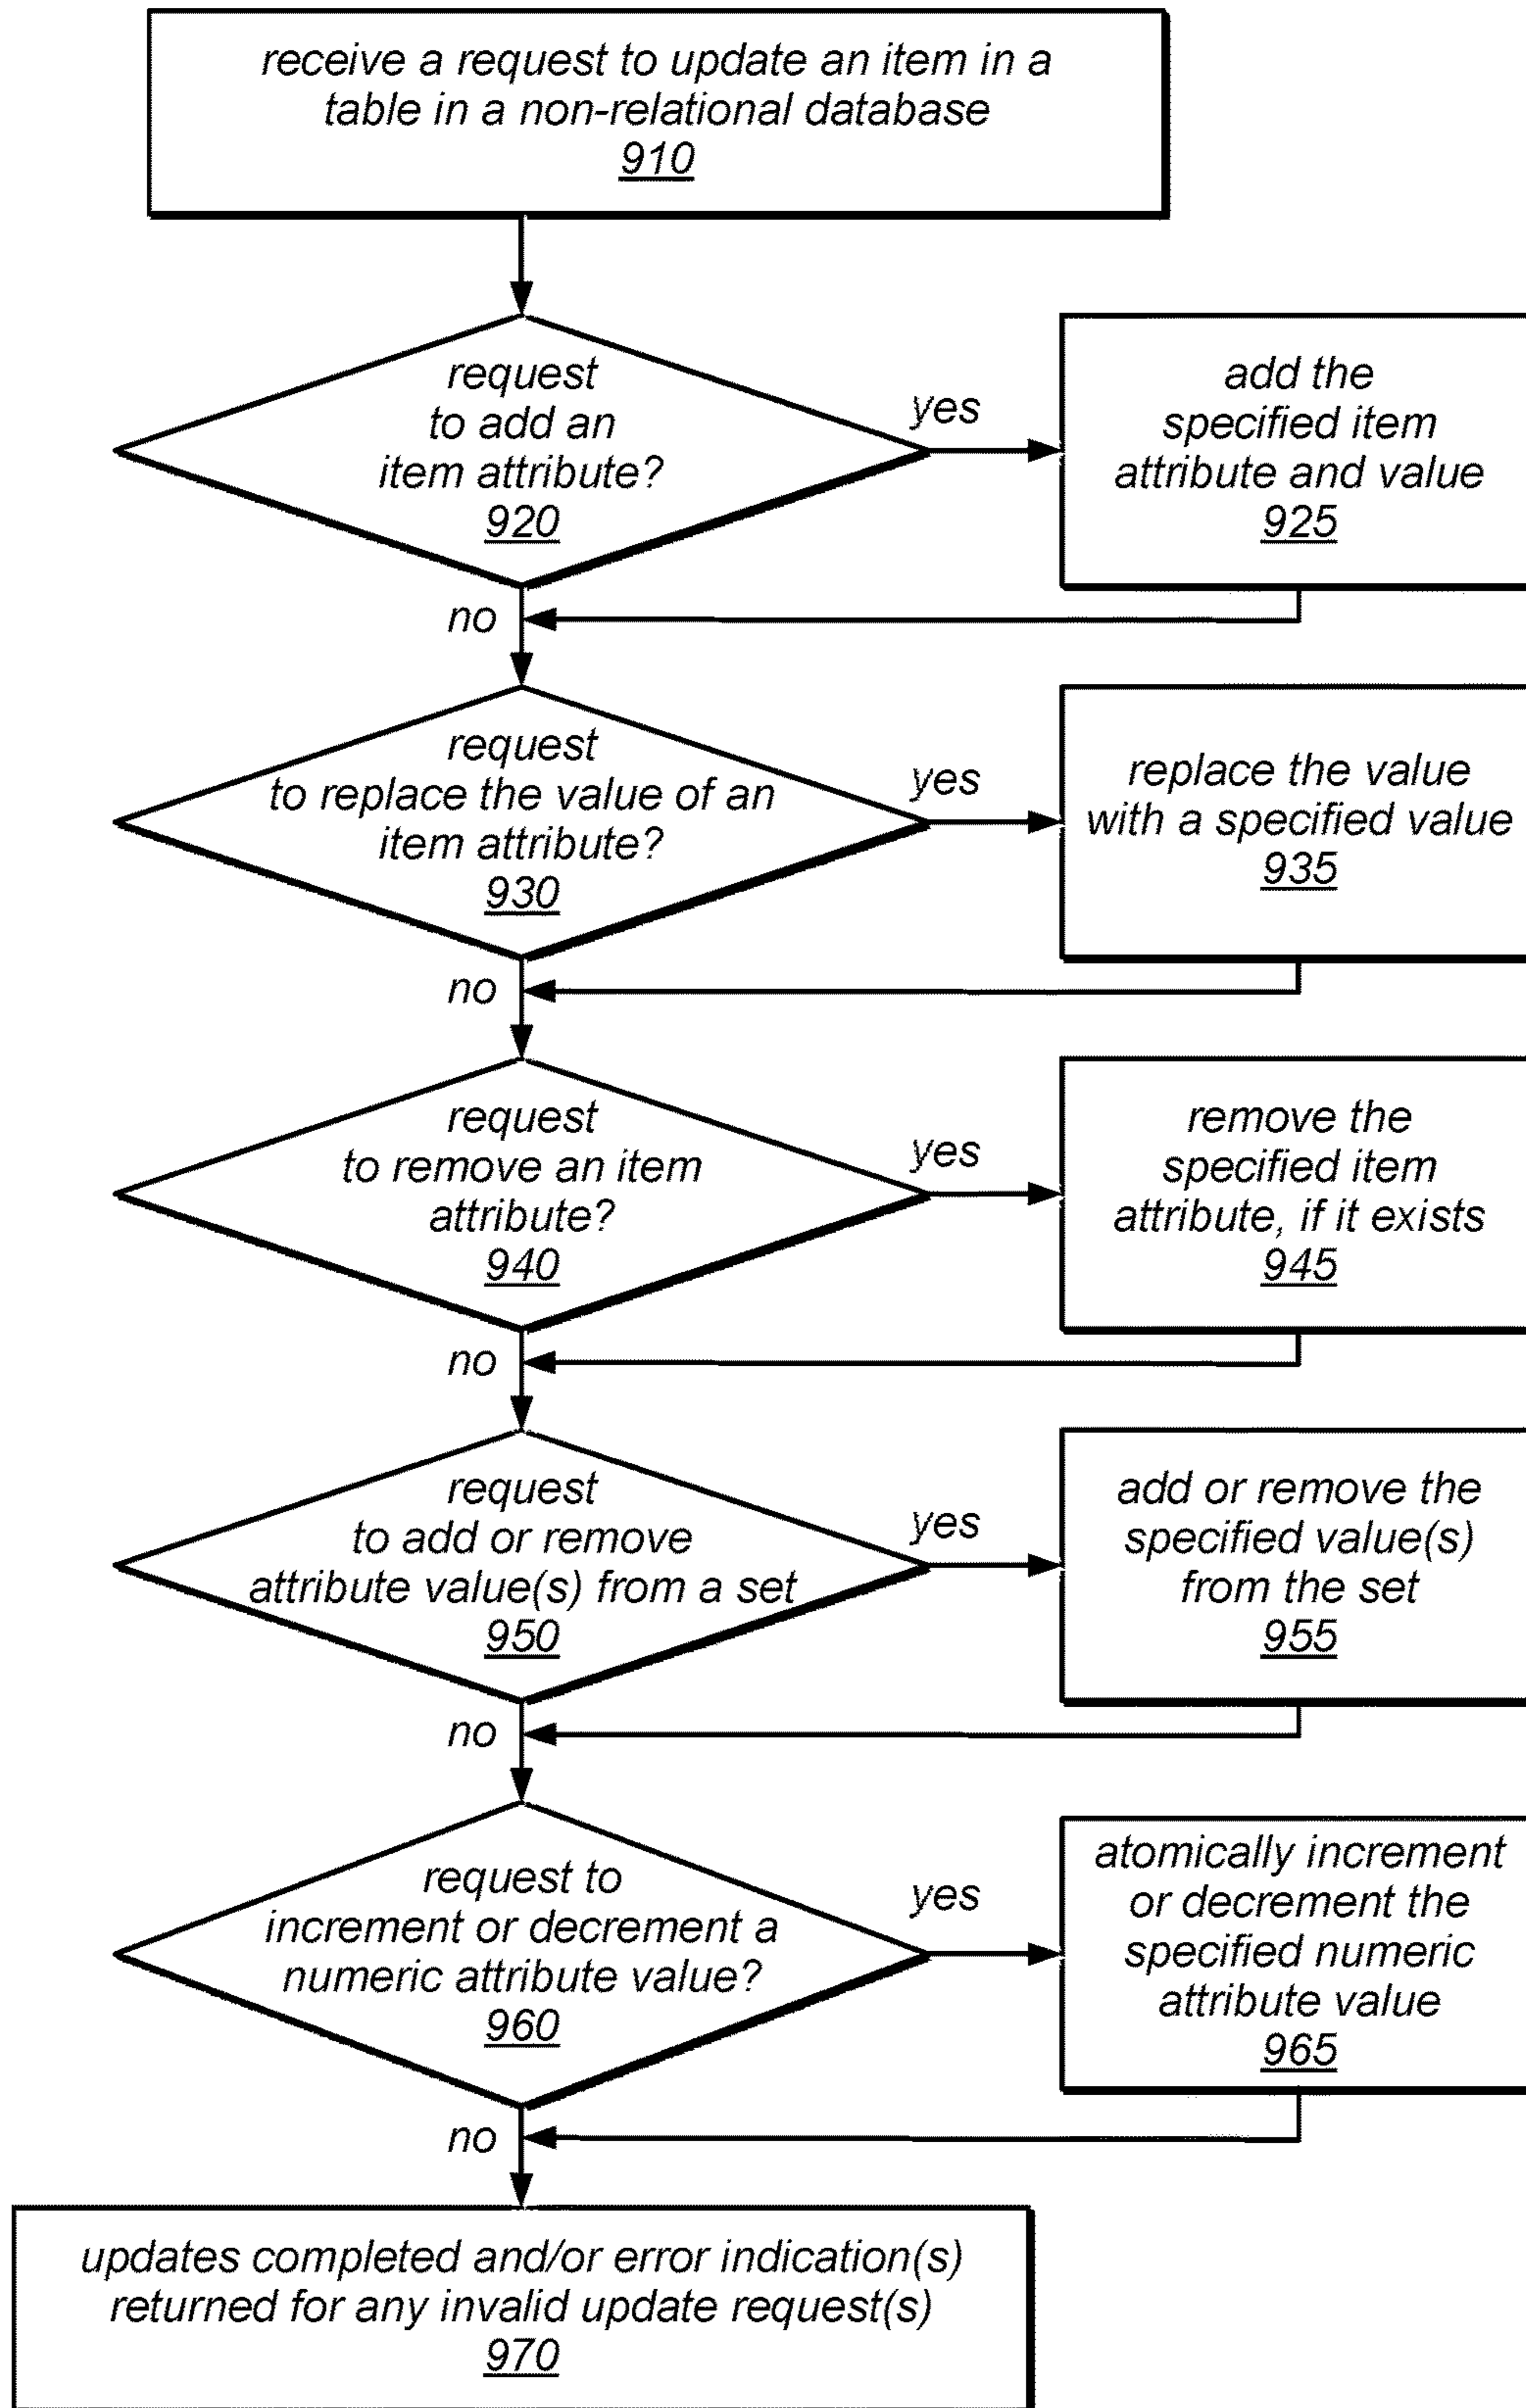 receive a request to update an item in a
table in a non-relational database
910
request
to add an
item attribute?
920
yes
add the
specified item
attribute and value
925
no
request
to replace the value of an
item attribute?
930
yes
replace the value
with a specified value
935
no
request
to remove an item
attribute?
940
yes
remove the
specified item
attribute, if it exists
945
no
request
to add or remove
attribute value(s) from a set
950
yes
add or remove the
specified value(s)
from the set
955
no
request to
increment or decrement a
numeric attribute value?
960
yes
atomically increment
or decrement the
specified numeric
attribute value
965
no
updates completed and/or error indication(s)
returned for any invalid update request(s)
970